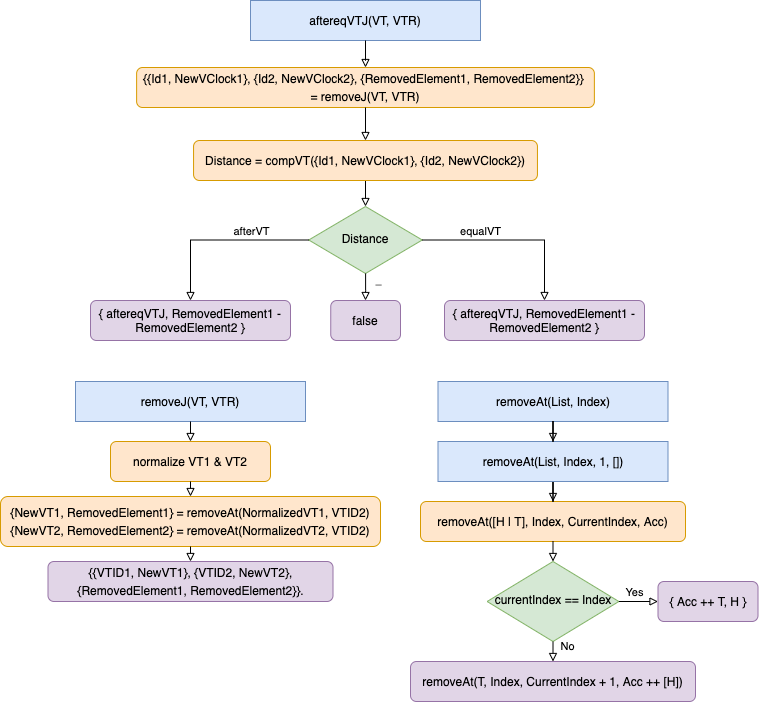 aftereqVTJ(VT, VTR)
{{Id1, NewVClock1}, {Id2, NewVClock2}, {RemovedElement1, RemovedElement2}}
= removeJ(VT, VTR)
Distance = compVT({Id1, NewVClock1}, {Id2, NewVClock2})
afterVT
Distance
equalVT
_
{ aftereqVTJ, RemovedElement1 -
RemovedElement2 }
false
{ aftereqVTJ, RemovedElement1 -
RemovedElement2 }
removeJ(VT, VTR)
normalize VT1 & VT2
{NewVT1, RemovedElement1} = removeAt(NormalizedVT1, VTID2)
{NewVT2, RemovedElement2} = removeAt(NormalizedVT2, VTID2)
{{VTID1, NewVT1}, {VTID2, NewVT2},
{RemovedElement1, RemovedElement2}}.
removeAt(List, Index)
removeAt(List, Index, 1, [])
removeAt([H | T], Index, CurrentIndex, Acc)
currentIndex == Index
Yes
{ Acc ++ T, H }
No
removeAt(T, Index, CurrentIndex + 1, Acc ++ [H])